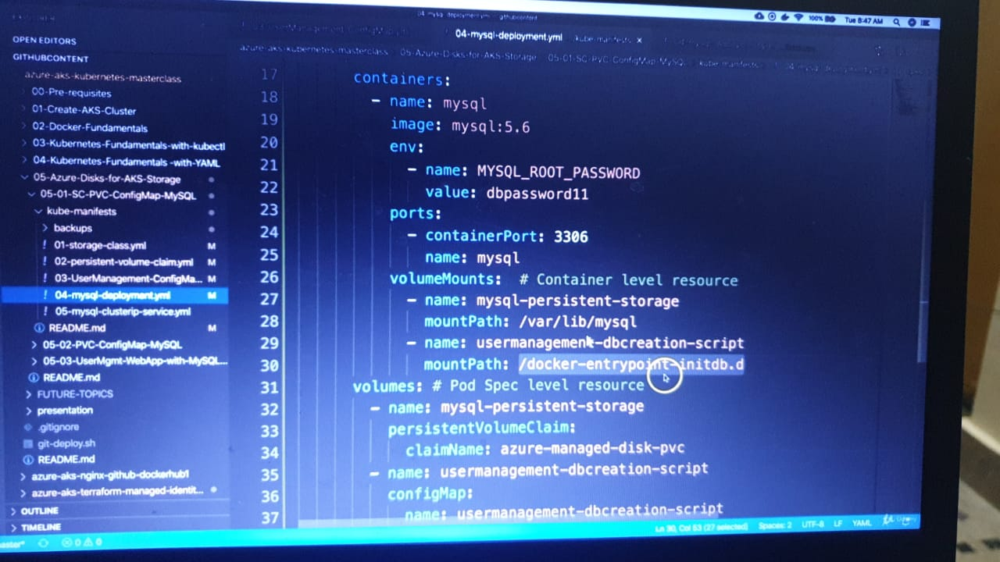 04-mysql-deployment.yml - githubcontent
100% Tue 8:47 AM
OPEN EDITORS
GITHUBCONTENT
azure-aks-kubernetes-masterclass
00-Pre-requisites
01-Create-AKS-Cluster
02-Docker-Fundamentals
03-Kubernetes-Fundamentals-with-kubectl
04-Kubernetes-Fundamentals -with-YAML
05-Azure-Disks-for-AKS-Storage
05-01-SC-PVC-ConfigMap-MySQL
kube-manifests
backups
! 01-storage-class.yml M
! 02-persistent-volume-claim.yml M
! 03-UserManagement-ConfigMa... M
! 04-mysql-deployment.yml M
! 05-mysql-clusterip-service.yml
README.md M
05-02-PVC-ConfigMap-MySQL
05-03-UserMgmt-WebApp-with-MySQL...
README.md
FUTURE-TOPICS
presentation
.gitignore
git-deploy.sh
README.md
azure-aks-nginx-github-dockerhub1
azure-aks-terraform-managed-identit...
OUTLINE
TIMELINE
04-mysql-deployment.yml kube-manifests ×
azure-aks-kubernetes-masterclass > 05-Azure-Disks-for-AKS-Storage > 05-01-SC-PVC-ConfigMap-MySQL > kube-manifests
17 containers:
18 - name: mysql
19 image: mysql:5.6
20 env:
21 - name: MYSQL_ROOT_PASSWORD
22 value: dbpassword11
23 ports:
24 - containerPort: 3306
25 name: mysql
26 volumeMounts: # Container level resource
27 - name: mysql-persistent-storage
28 mountPath: /var/lib/mysql
29 - name: usermanagement-dbcreation-script
30 mountPath: /docker-entrypoint-initdb.d
31 volumes: # Pod Spec level resource
32 - name: mysql-persistent-storage
33 persistentVolumeClaim:
34 claimName: azure-managed-disk-pvc
35 - name: usermanagement-dbcreation-script
36 configMap:
37 name: usermanagement-dbcreation-script
0 0 Ln 30, Col 53 (27 selected) Spaces: 2 UTF-8 LF YAML